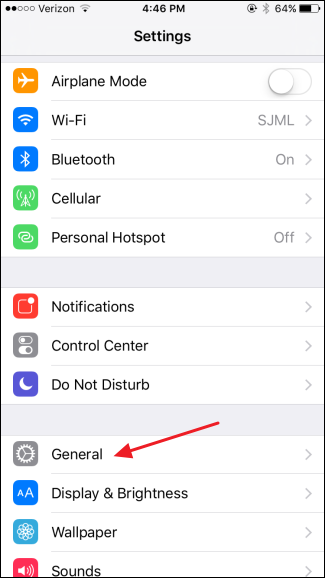 Verizon 4:46 PM 64%
Settings
Airplane Mode
Wi-Fi SJML
Bluetooth On
Cellular
Personal Hotspot Off
Notifications
Control Center
Do Not Disturb
General
AA Display & Brightness
Wallpaper
Sounds